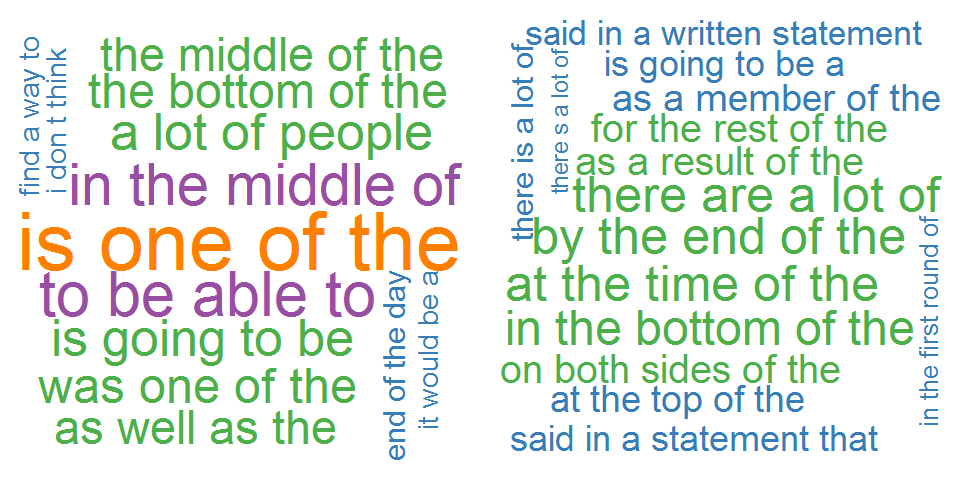 find a way to
i don t think
the middle of the
the bottom of the
a lot of people
in the middle of
is one of the
to be able to
is going to be
was one of the
as well as the
end of the day
it would be a
said in a written statement
is going to be a
as a member of the
for the rest of the
as a result of the
there are a lot of
there is a lot of
there s a lot of
by the end of the
at the time of the
in the bottom of the
on both sides of the
at the top of the
said in a statement that
in the first round of